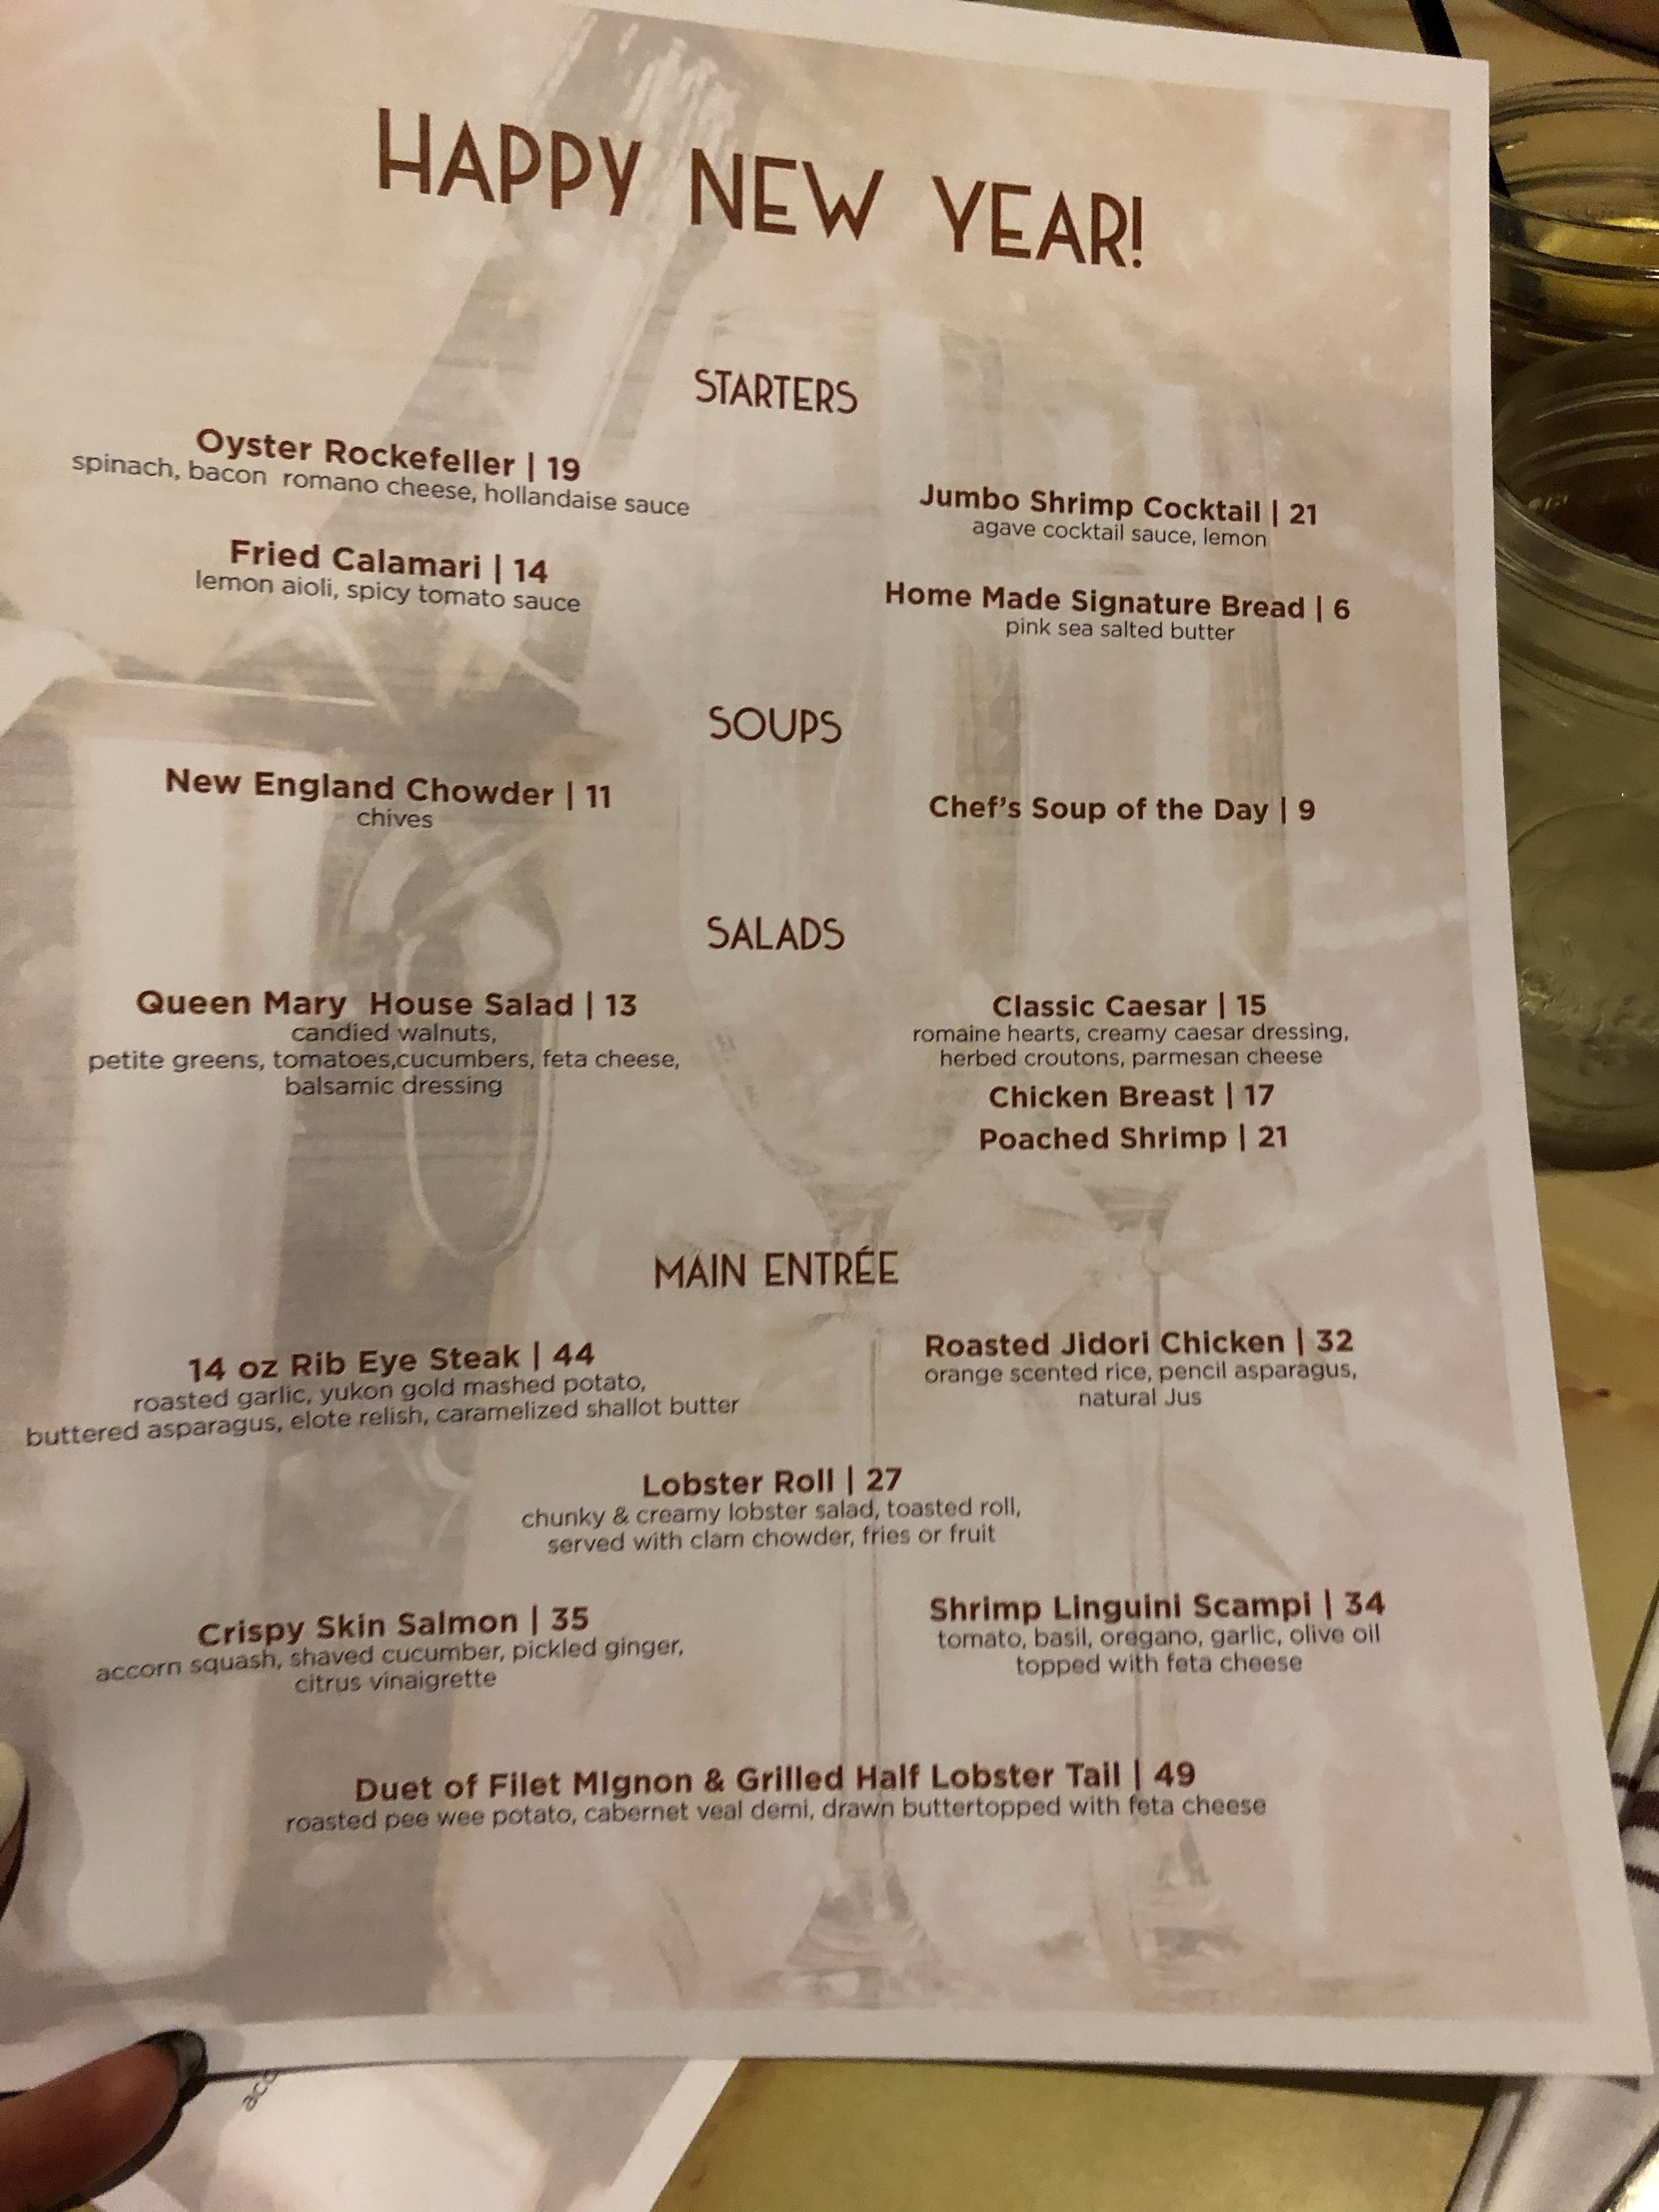 HAPPY NEW YEAR!
STARTERS
Oyster Rockefeller | 19
spinach, bacon romano cheese, hollandaise sauce
Fried Calamari | 14
lemon aioli, spicy tomato sauce
Jumbo Shrimp Cocktail | 21
agave cocktail sauce, lemon
Home Made Signature Bread | 6
pink sea salted butter
SOUPS
New England Chowder | 11
chives
Chef's Soup of the Day | 9
SALADS
Queen Mary House Salad | 13
candied walnuts,
petite greens, tomatoes,cucumbers, feta cheese,
balsamic dressing
Classic Caesar | 15
romaine hearts, creamy caesar dressing,
herbed croutons, parmesan cheese
Chicken Breast | 17
Poached Shrimp | 21
MAIN ENTRÉE
14 oz Rib Eye Steak | 44
roasted garlic, yukon gold mashed potato,
buttered asparagus, elote relish, caramelized shallot butter
Roasted Jidori Chicken | 32
orange scented rice, pencil asparagus,
natural Jus
Lobster Roll | 27
chunky & creamy lobster salad, toasted roll,
served with clam chowder, fries or fruit
Crispy Skin Salmon | 35
accorn squash, shaved cucumber, pickled ginger,
citrus vinaigrette
Shrimp Linguini Scampi | 34
tomato, basil, oregano, garlic, olive oil
topped with feta cheese
Duet of Filet MIgnon & Grilled Half Lobster Tail | 49
roasted pee wee potato, cabernet veal demi, drawn buttertopped with feta cheese
acc